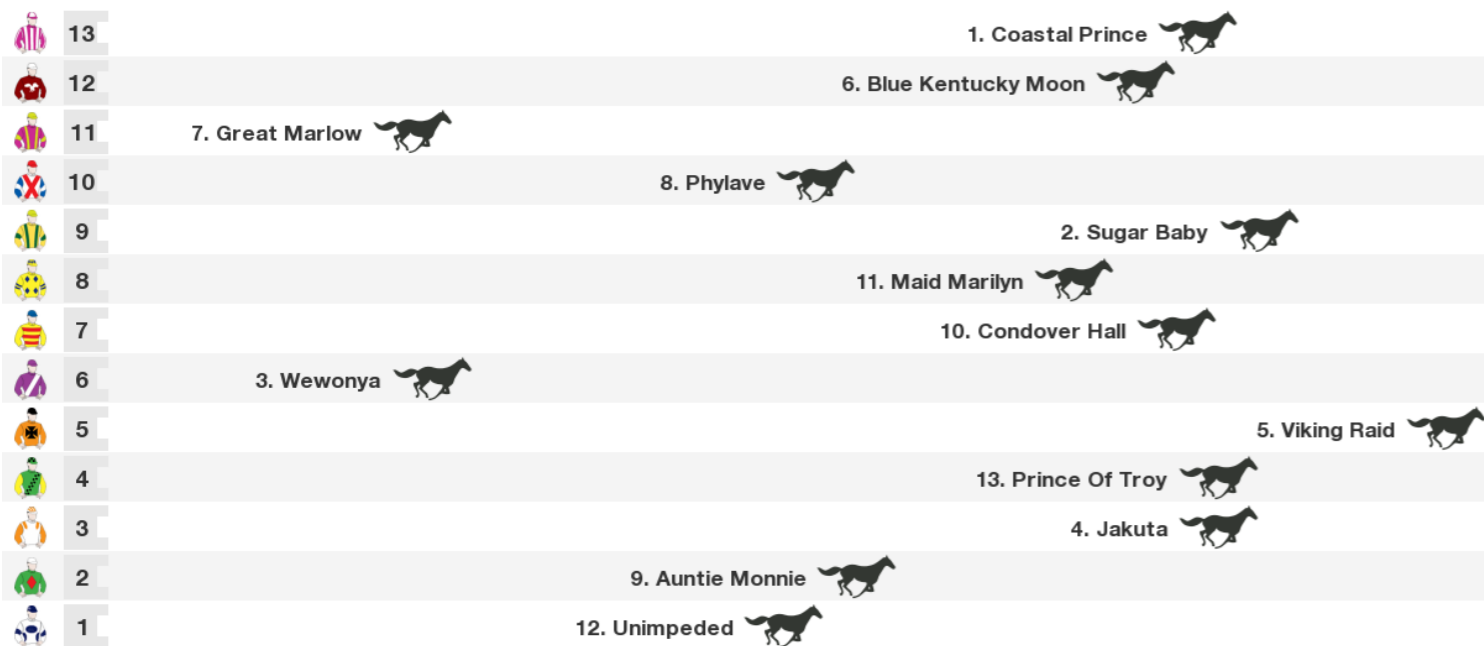 13 1. Coastal Prince
12 6. Blue Kentucky Moon
11 7. Great Marlow
10 8. Phylave
9 2. Sugar Baby
8 11. Maid Marilyn
7 10. Condover Hall
6 3. Wewonya
5 5. Viking Raid
4 13. Prince Of Troy
3 4. Jakuta
2 9. Auntie Monnie
1 12. Unimpeded